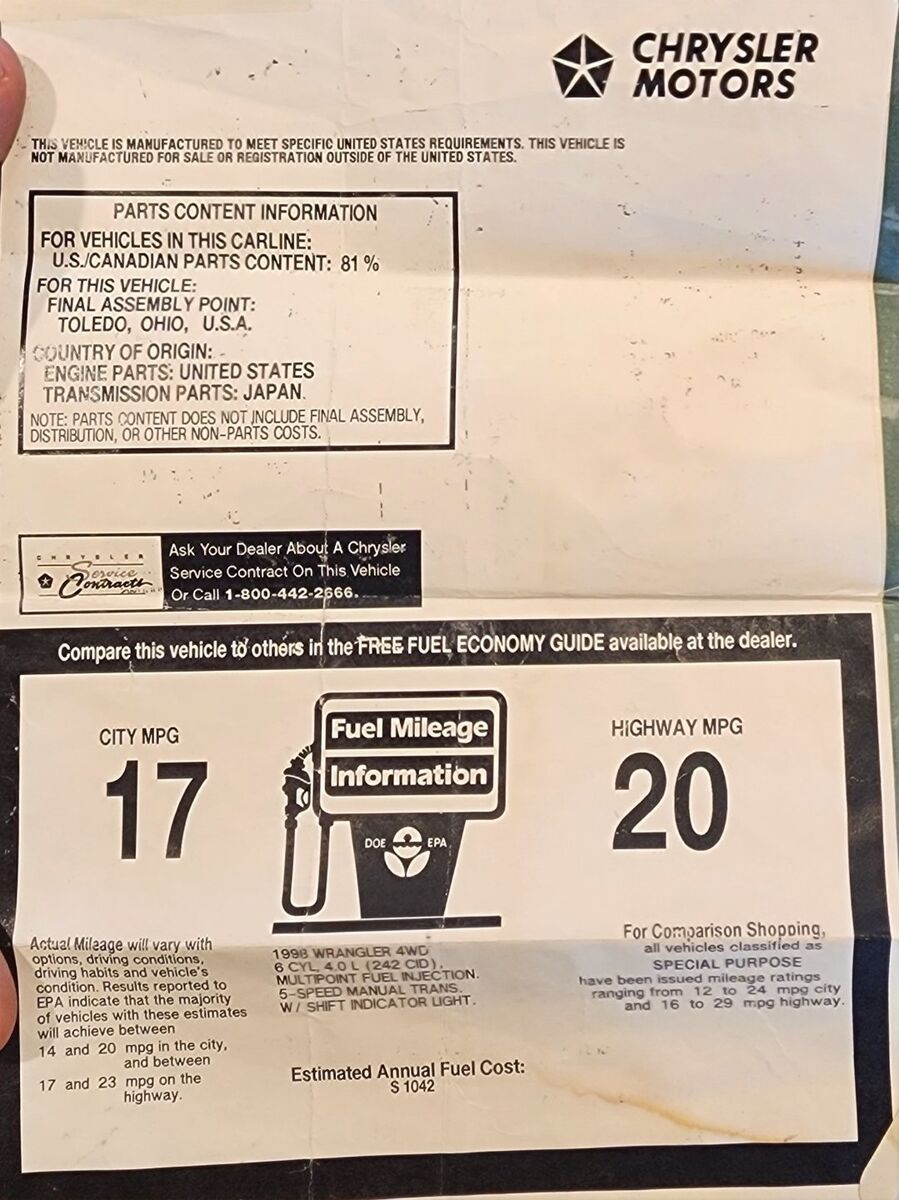 CHRYSLER
MOTORS
THIS VEHICLE IS MANUFACTURED TO MEET SPECIFIC UNITED STATES REQUIREMENTS. THIS VEHICLE IS
NOT MANUFACTURED FOR SALE OR REGISTRATION OUTSIDE OF THE UNITED STATES.
PARTS CONTENT INFORMATION
FOR VEHICLES IN THIS CARLINE:
U.S./CANADIAN PARTS CONTENT: 81 %
FOR THIS VEHICLE:
FINAL ASSEMBLY POINT:
TOLEDO, OHIO, U.S.A.
COUNTRY OF ORIGIN:
ENGINE PARTS: UNITED STATES
TRANSMISSION PARTS: JAPAN.
NOTE: PARTS CONTENT DOES NOT INCLUDE FINAL ASSEMBLY,
DISTRIBUTION, OR OTHER NON-PARTS COSTS.
CHRYSLER
Service
Contracts
Ask Your Dealer About A Chrysler
Service Contract On This Vehicle
Or Call 1-800-442-2666.
Compare this vehicle to others in the FREE FUEL ECONOMY GUIDE available at the dealer.
CITY MPG
17
Fuel Mileage
Information
DOE EPA
HIGHWAY MPG
20
Actual Mileage will vary with
options, driving conditions,
driving habits and vehicle's
condition. Results reported to
EPA indicate that the majority
of vehicles with these estimates
will achieve between
14 and 20 mpg in the city,
and between
17 and 23 mpg on the
highway.
1998 WRANGLER 4WD
6 CYL, 4.0 L (242 CID),
MULTIPOINT FUEL INJECTION.
5-SPEED MANUAL TRANS.
W/ SHIFT INDICATOR LIGHT.
Estimated Annual Fuel Cost:
$ 1042
For Comparison Shopping,
all vehicles classified as
SPECIAL PURPOSE
have been issued mileage ratings
ranging from 12 to 24 mpg city
and 16 to 29 mpg highway.